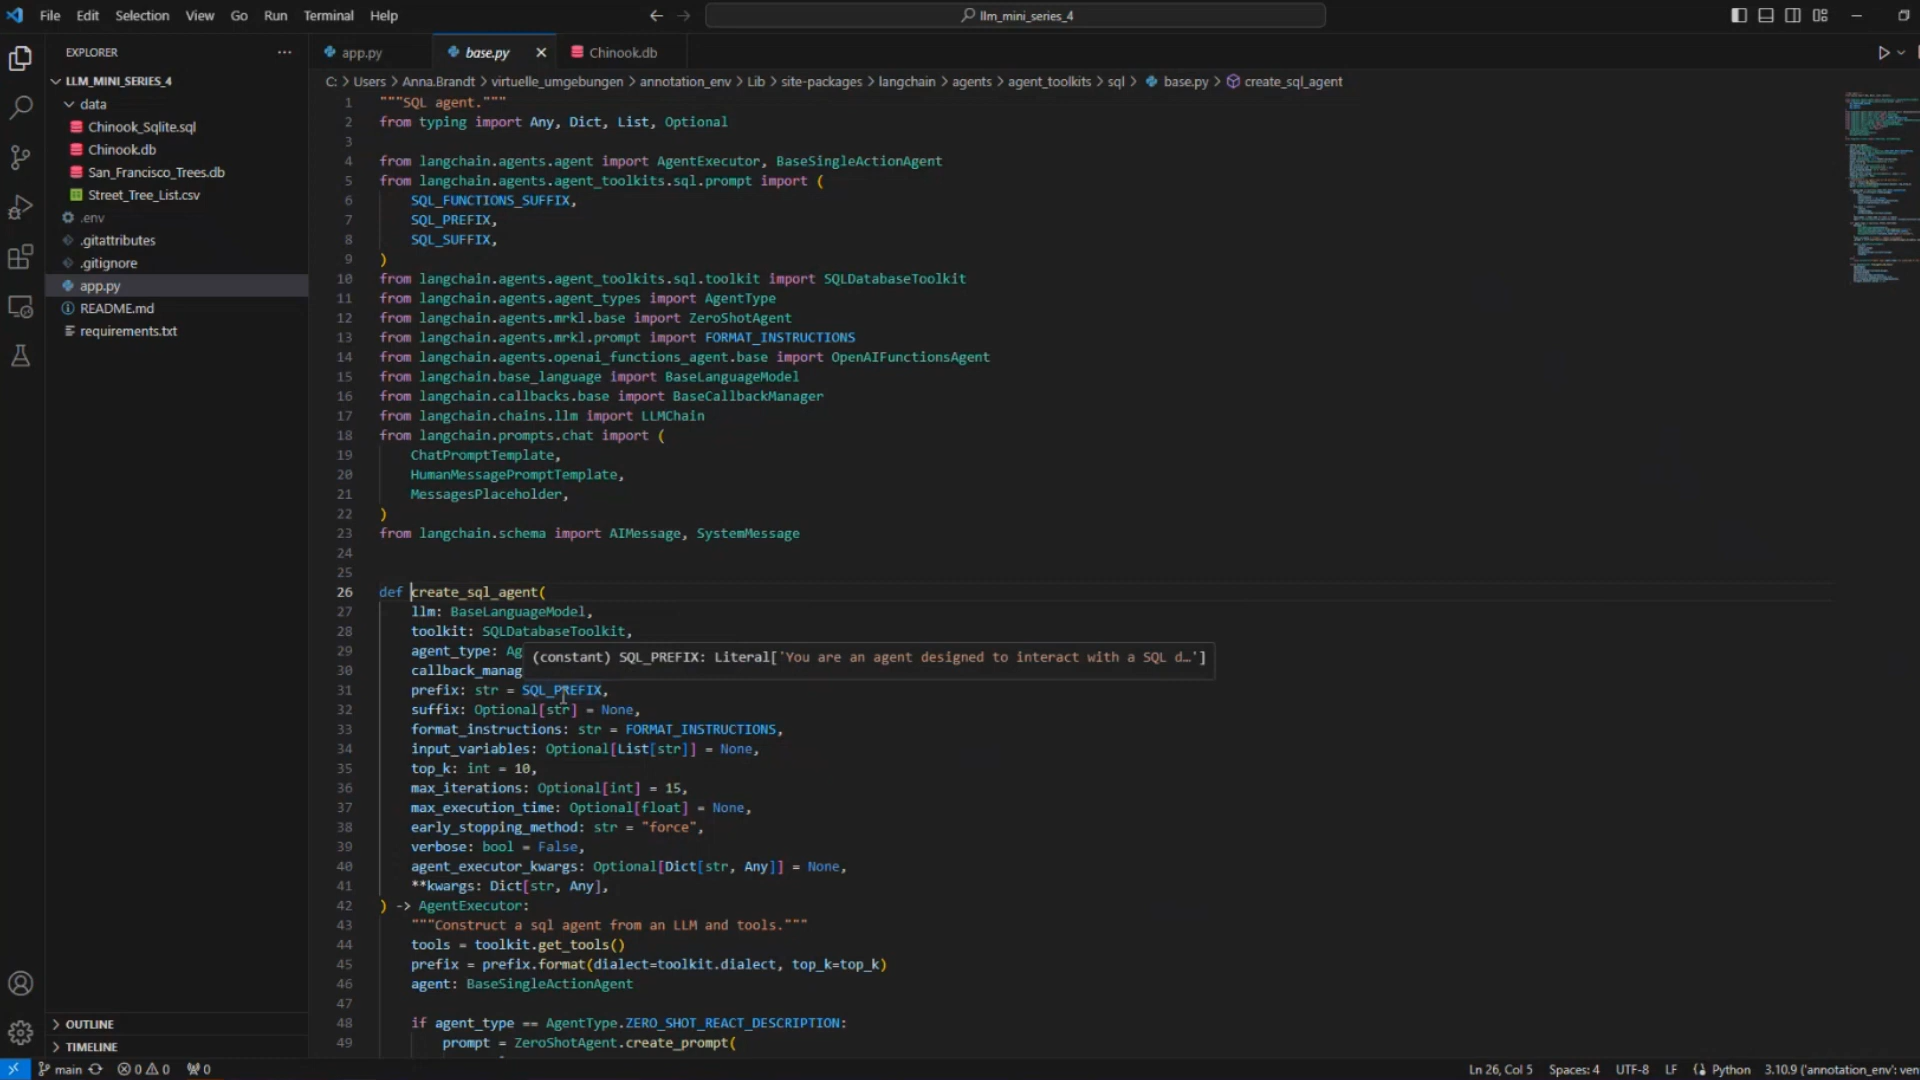 File Edit Selection View Go Run Terminal Help
llm_mini_series_4
EXPLORER
app.py
base.py
Chinook.db
LLM_MINI_SERIES_4
data
Chinook_Sqlite.sql
Chinook.db
San_Francisco_Trees.db
Street_Tree_List.csv
.env
.gitattributes
.gitignore
app.py
README.md
requirements.txt
OUTLINE
TIMELINE
C: > Users > Anna.Brandt > virtuelle_umgebungen > annotation_env > Lib > site-packages > langchain > agents > agent_toolkits > sql > base.py > create_sql_agent
1 """SQL agent."""
2 from typing import Any, Dict, List, Optional
3
4 from langchain.agents.agent import AgentExecutor, BaseSingleActionAgent
5 from langchain.agents.agent_toolkits.sql.prompt import (
6 SQL_FUNCTIONS_SUFFIX,
7 SQL_PREFIX,
8 SQL_SUFFIX,
9 )
10 from langchain.agents.agent_toolkits.sql.toolkit import SQLDatabaseToolkit
11 from langchain.agents.agent_types import AgentType
12 from langchain.agents.mrkl.base import ZeroShotAgent
13 from langchain.agents.mrkl.prompt import FORMAT_INSTRUCTIONS
14 from langchain.agents.openai_functions_agent.base import OpenAIFunctionsAgent
15 from langchain.base_language import BaseLanguageModel
16 from langchain.callbacks.base import BaseCallbackManager
17 from langchain.chains.llm import LLMChain
18 from langchain.prompts.chat import (
19 ChatPromptTemplate,
20 HumanMessagePromptTemplate,
21 MessagesPlaceholder,
22 )
23 from langchain.schema import AIMessage, SystemMessage
24
25
26 def create_sql_agent(
27 llm: BaseLanguageModel,
28 toolkit: SQLDatabaseToolkit,
29 agent_type: Ag
(constant) SQL_PREFIX: Literal['You are an agent designed to interact with a SQL d…']
30 callback_manag
31 prefix: str = SQL_PREFIX,
32 suffix: Optional[str] = None,
33 format_instructions: str = FORMAT_INSTRUCTIONS,
34 input_variables: Optional[List[str]] = None,
35 top_k: int = 10,
36 max_iterations: Optional[int] = 15,
37 max_execution_time: Optional[float] = None,
38 early_stopping_method: str = "force",
39 verbose: bool = False,
40 agent_executor_kwargs: Optional[Dict[str, Any]] = None,
41 **kwargs: Dict[str, Any],
42 ) -> AgentExecutor:
43 """Construct a sql agent from an LLM and tools."""
44 tools = toolkit.get_tools()
45 prefix = prefix.format(dialect=toolkit.dialect, top_k=top_k)
46 agent: BaseSingleActionAgent
47
48 if agent_type == AgentType.ZERO_SHOT_REACT_DESCRIPTION:
49 prompt = ZeroShotAgent.create_prompt(
main 0 0 0
Ln 26, Col 5 Spaces: 4 UTF-8 LF Python 3.10.9 ('annotation_env': ven